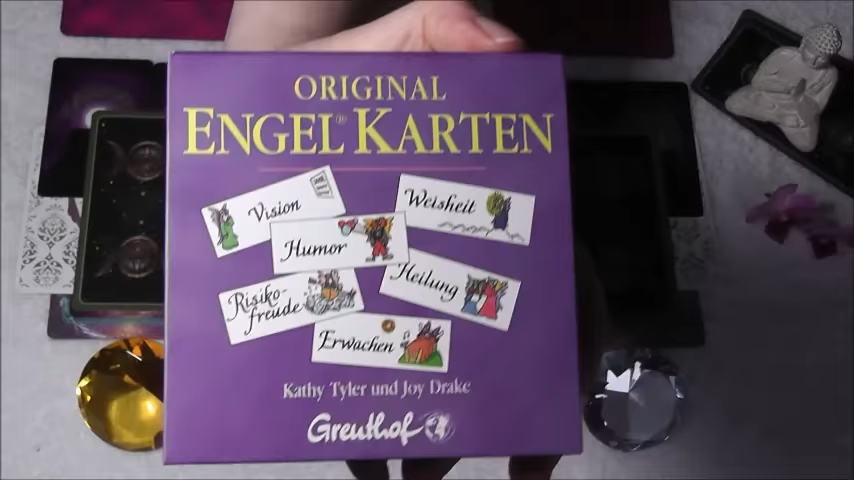 ORIGINAL
ENGEL® KARTEN
Vision
Weisheit
Humor
Heilung
Risiko-
freude
Erwachen
Kathy Tyler und Joy Drake
Greuthof